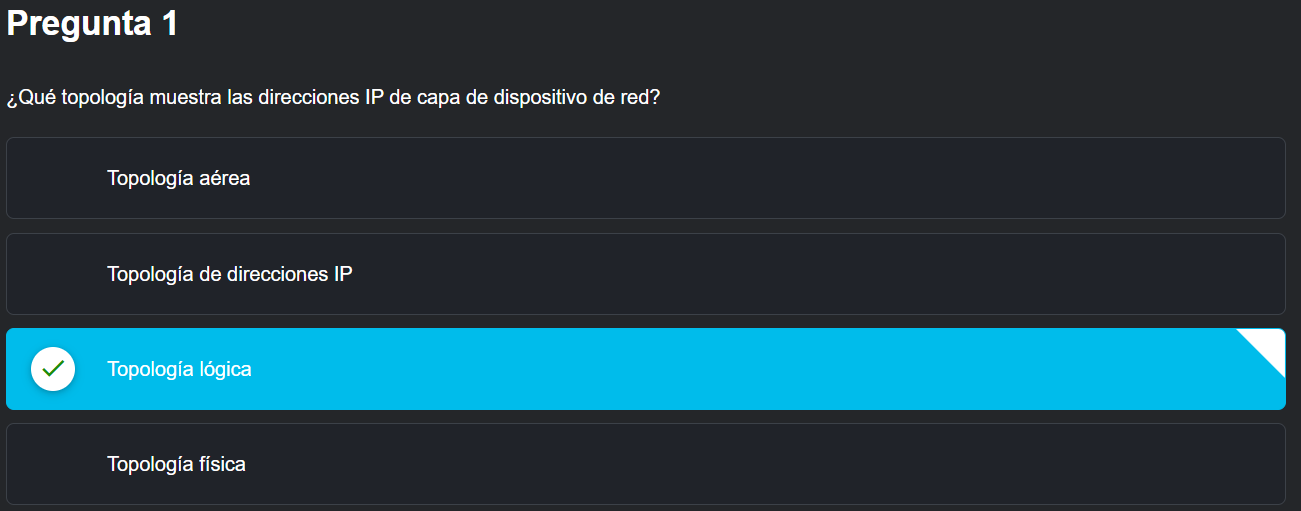 Pregunta 1
¿Qué topología muestra las direcciones IP de capa de dispositivo de red?
Topología aérea
Topología de direcciones IP
Topología lógica
Topología física